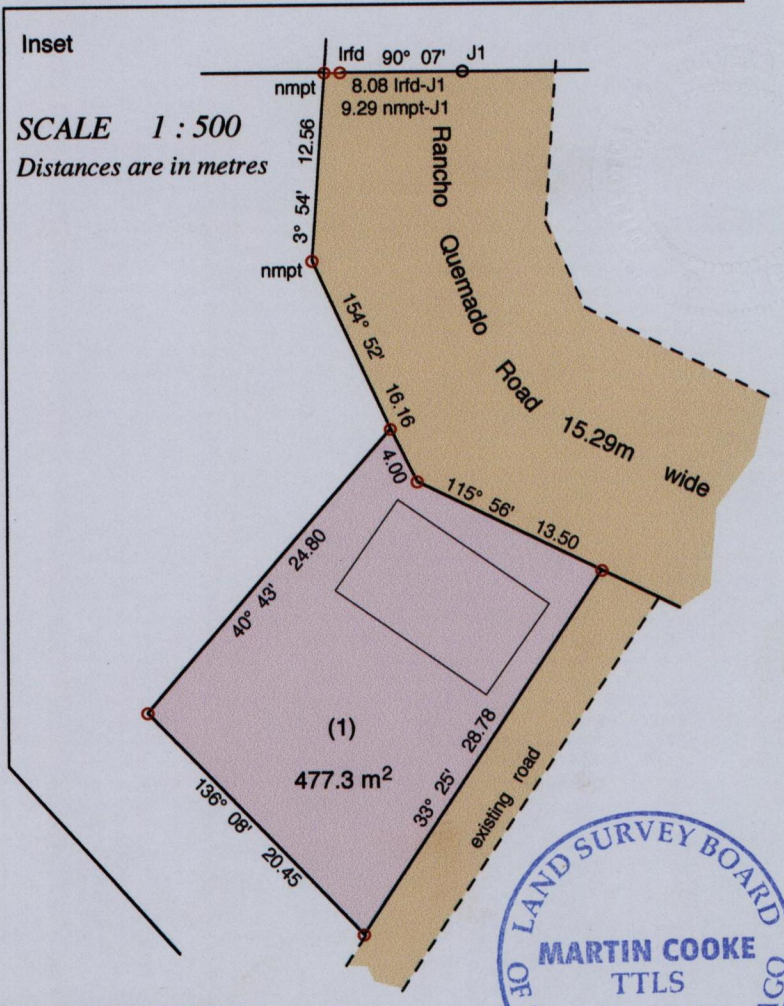 Inset
SCALE 1 : 500
Distances are in metres
lrfd 90° 07' J1
nmpt
8.08 lrfd-J1
9.29 nmpt-J1
3° 54' 12.56
nmpt
154° 52' 16.16
Rancho Quemado Road 15.29m wide
4.00
115° 56' 13.50
40° 43' 24.80
(1)
477.3 m²
33° 25' 28.78
existing road
136° 08' 20.45
LAND SURVEY BOARD
OF
MARTIN COOKE
TTLS